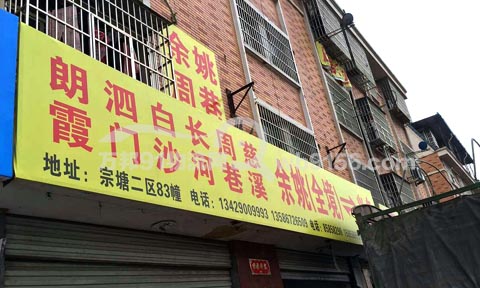 余姚
周巷
朗霞 泗门 白沙 长河 周巷 慈溪 余姚(全境)
地址：宗塘二区83幢 电话：13429009993 13586726509